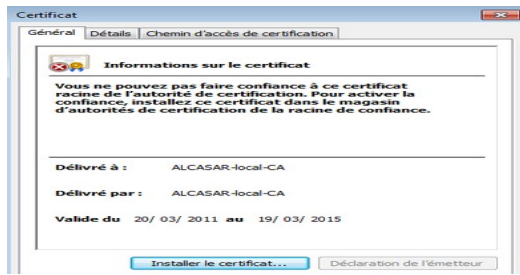 Certificat
Général Détails Chemin d'accès de certification
Informations sur le certificat
Vous ne pouvez pas faire confiance à ce certificat
racine de l'autorité de certification. Pour activer la
confiance, installez ce certificat dans le magasin
d'autorités de certification de la racine de confiance.
Délivré à : ALCASAR-local-CA
Délivré par : ALCASAR-local-CA
Valide du 20/ 03/ 2011 au 19/ 03/ 2015
Installer le certificat... Déclaration de l'émetteur